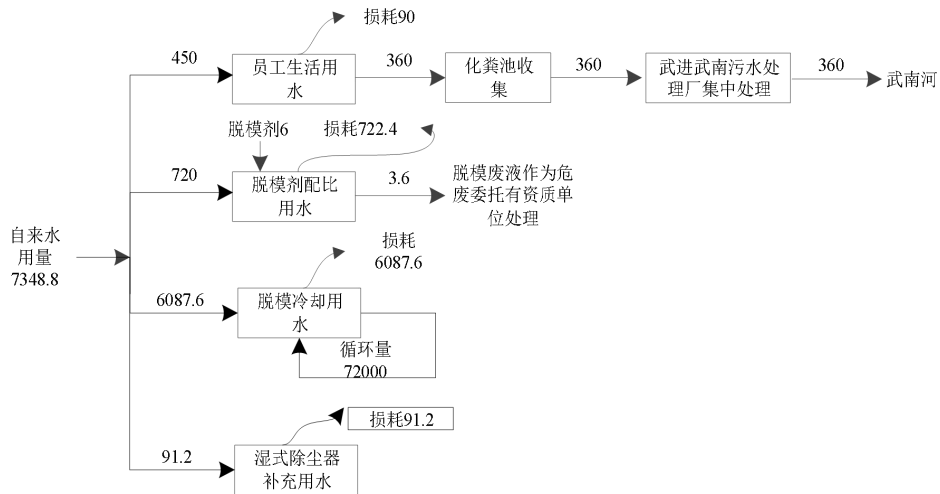 损耗90
450
员工生活用
水
360
化粪池收
集
360
武进武南污水处
理厂集中处理
360
武南河
脱模剂6
损耗722.4
720
脱模剂配比
用水
3.6
脱模废液作为危
废委托有资质单
位处理
自来水
用量
7348.8
损耗
6087.6
6087.6
脱模冷却用
水
循环量
72000
损耗91.2
91.2
湿式除尘器
补充用水